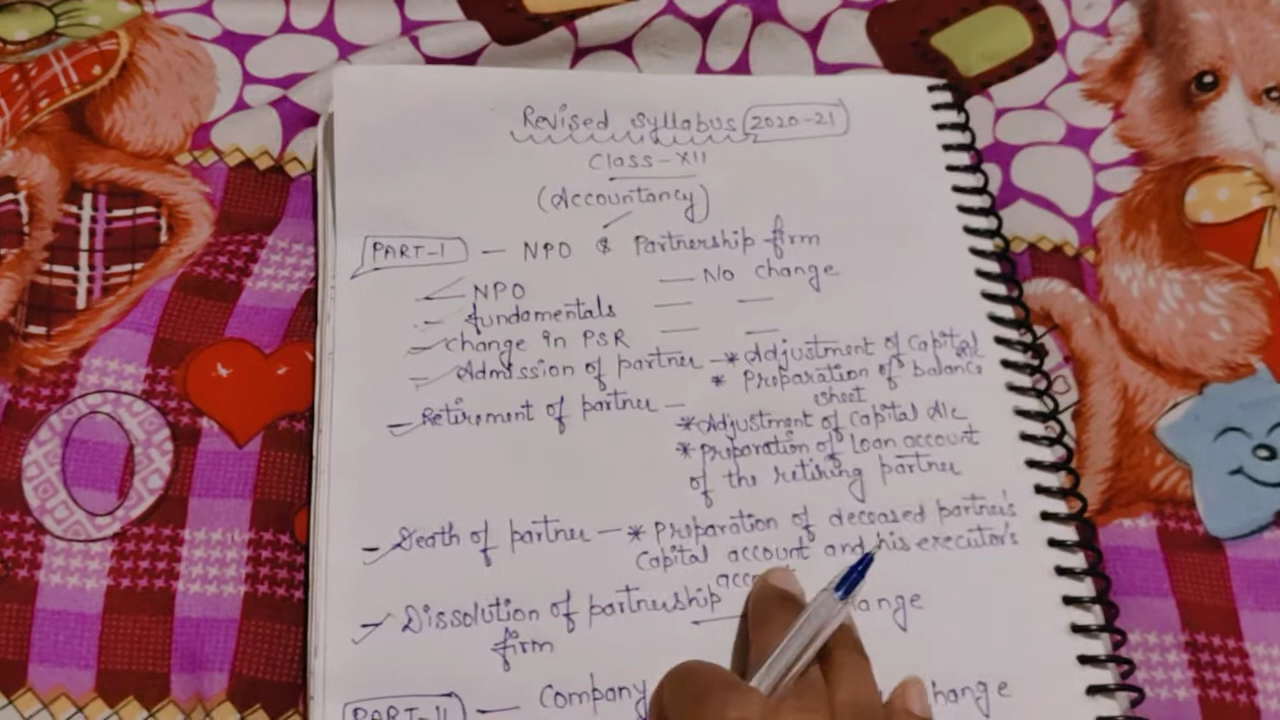 Revised Syllabus 2020-21
Class-XII
(Accountancy)
PART-I — NPO & Partnership firm
- NPO — No change
- fundamentals — —
- change in PSR — —
- Admission of partner - * Adjustment of Capital and
* Preparation of balance
sheet
- Retirement of partner -
* Adjustment of Capital A/c
* Preparation of Loan account
of the retiring partner
- Death of partner - * Preparation of deceased partner's
Capital account and his executor's
- Dissolution of partnership
firm
PART-II — Company